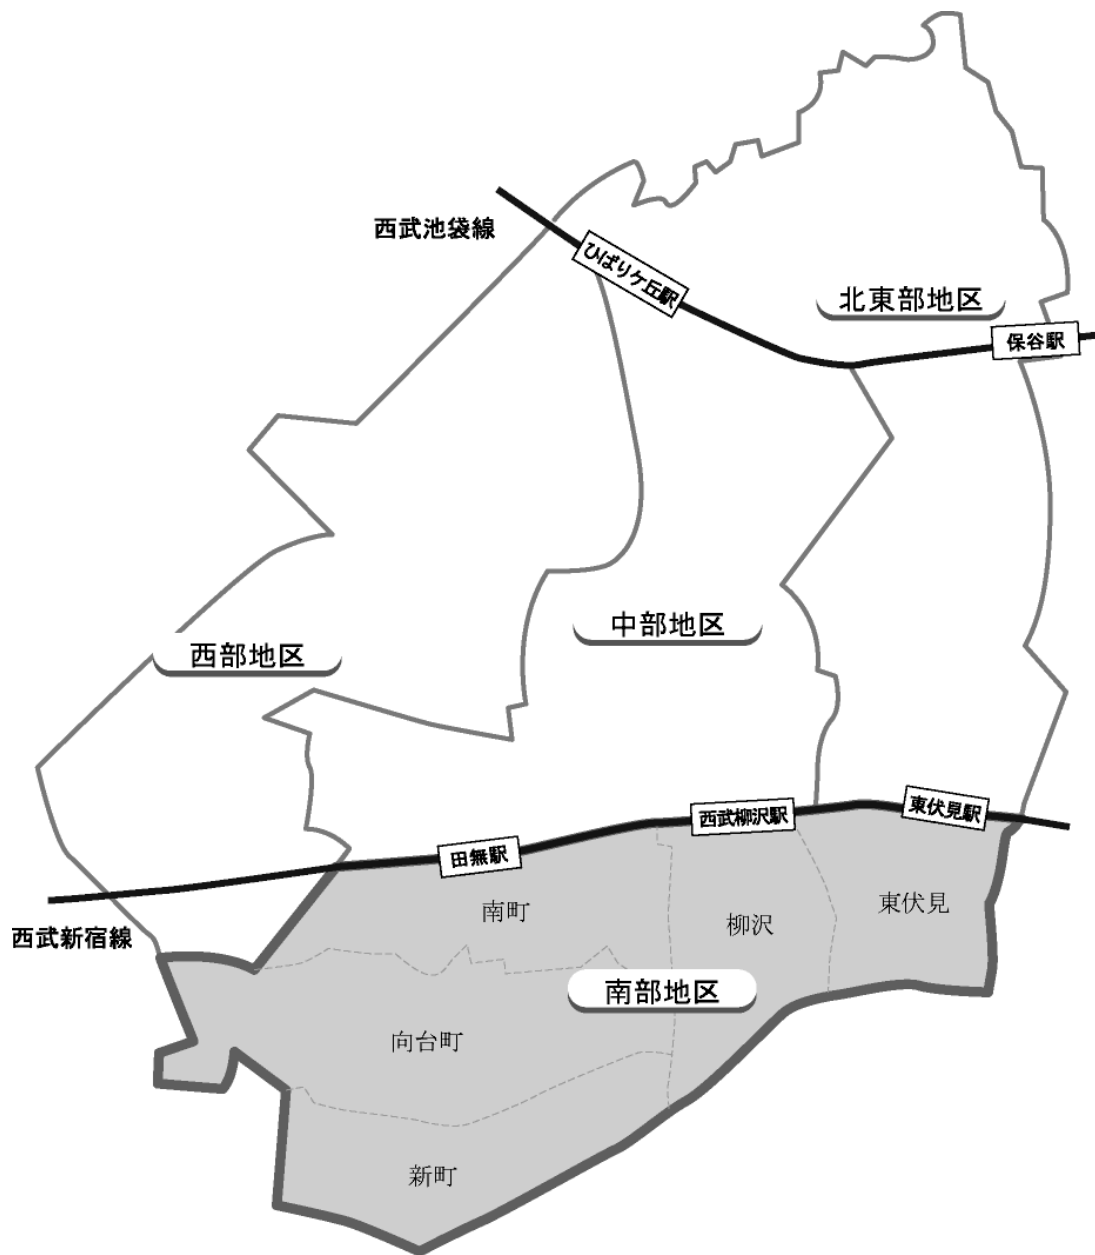 西武池袋線
ひばりケ丘駅
北東部地区
保谷駅
中部地区
西部地区
東伏見駅
西武柳沢駅
田無駅
西武新宿線
南町
柳沢
東伏見
南部地区
向台町
新町